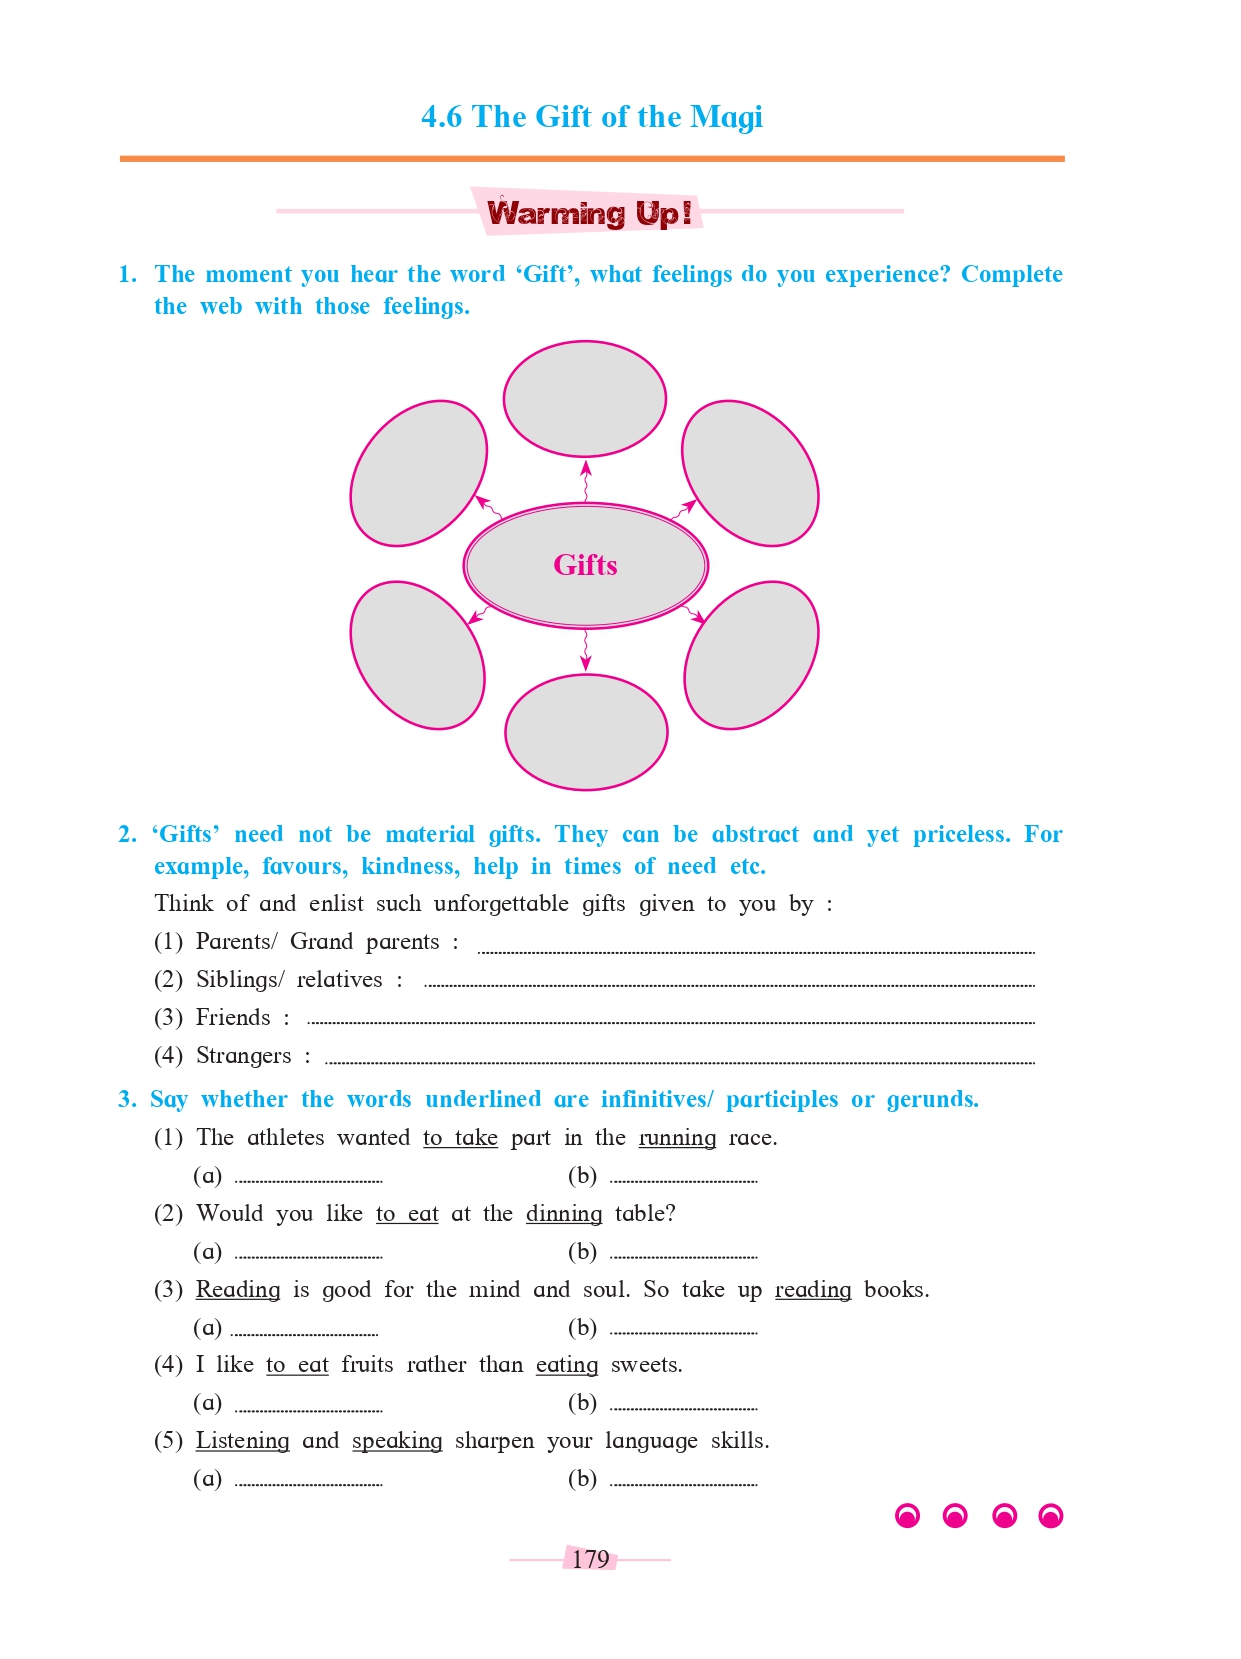 4.6 The Gift of the Magi
Warming Up!
1. The moment you hear the word ‘Gift’, what feelings do you experience? Complete
the web with those feelings.
Gifts
2. ‘Gifts’ need not be material gifts. They can be abstract and yet priceless. For
example, favours, kindness, help in times of need etc.
Think of and enlist such unforgettable gifts given to you by :
(1) Parents/ Grand parents :
(2) Siblings/ relatives :
(3) Friends :
(4) Strangers :
3. Say whether the words underlined are infinitives/ participles or gerunds.
(1) The athletes wanted to take part in the running race.
(a) (b)
(2) Would you like to eat at the dinning table?
(a) (b)
(3) Reading is good for the mind and soul. So take up reading books.
(a) (b)
(4) I like to eat fruits rather than eating sweets.
(a) (b)
(5) Listening and speaking sharpen your language skills.
(a) (b)
179